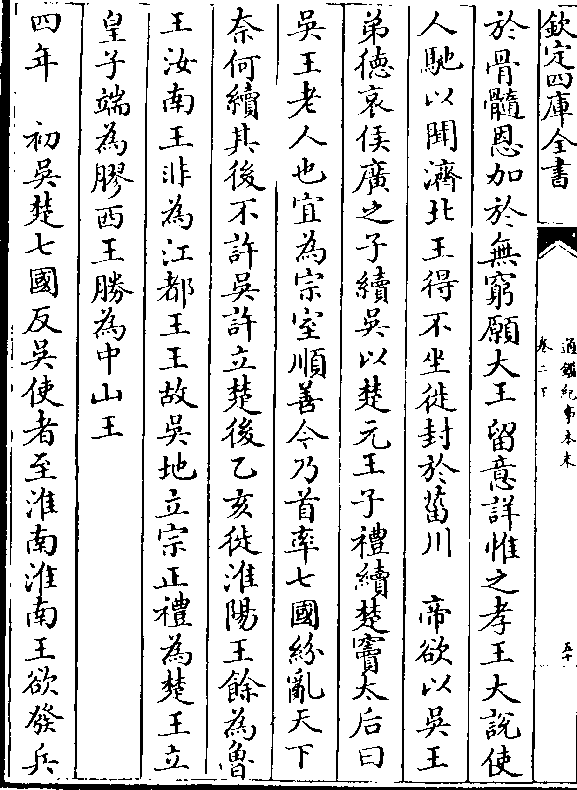 欽定四庫全書
通鑑紀事本末
卷二下
五十
於骨髓恩加於無窮願大王留意詳惟之孝王大說使
人馳以聞濟北王得不坐徙封於菑川　帝欲以吳王
弟德哀侯廣之子續吳以楚元王子禮續楚竇太后曰
吳王老人也宜為宗室順善今乃首率七國紛亂天下
奈何續其後不許吳許立楚後乙亥徙淮陽王餘為魯
王汝南王非為江都王王故吳地立宗正禮為楚王立
皇子端為膠西王勝為中山王
四年　初吳楚七國反吳使者至淮南淮南王欲發兵